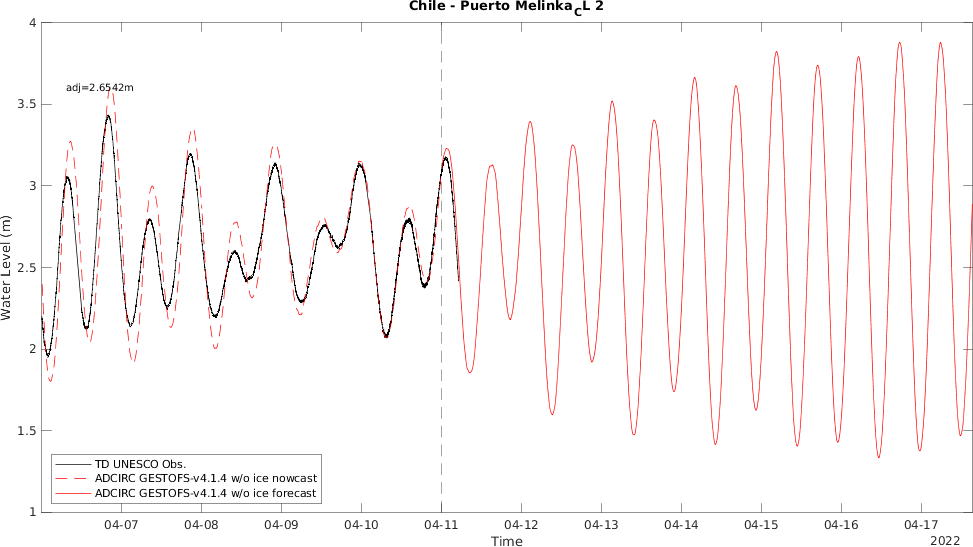 Chile - Puerto Melinka_CL 2
adj=2.6542m
4
3.5
3
2.5
2
1.5
1
Water Level (m)
TD UNESCO Obs.
ADCIRC GESTOFS-v4.1.4 w/o ice nowcast
ADCIRC GESTOFS-v4.1.4 w/o ice forecast
04-07 04-08 04-09 04-10 04-11 04-12 04-13 04-14 04-15 04-16 04-17
Time
2022